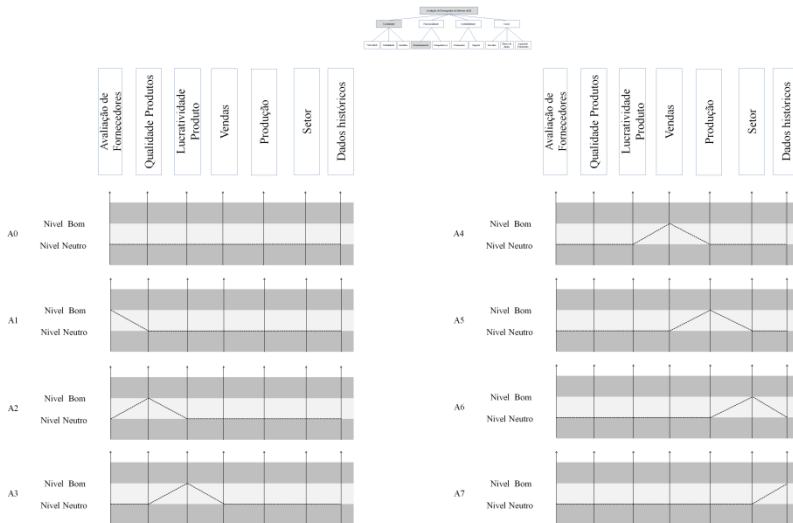 Avaliação de
Fornecedores
Qualidade Produtos
Lucratividade
Produto
Vendas
Produção
Setor
Dados históricos
Avaliação de
Fornecedores
Qualidade Produtos
Lucratividade
Produto
Vendas
Produção
Setor
Dados históricos
A0
Nivel Bom
Nivel Neutro
A4
Nivel Bom
Nivel Neutro
A1
Nivel Bom
Nivel Neutro
A5
Nivel Bom
Nivel Neutro
A2
Nivel Bom
Nivel Neutro
A6
Nivel Bom
Nivel Neutro
A3
Nivel Bom
Nivel Neutro
A7
Nivel Bom
Nivel Neutro